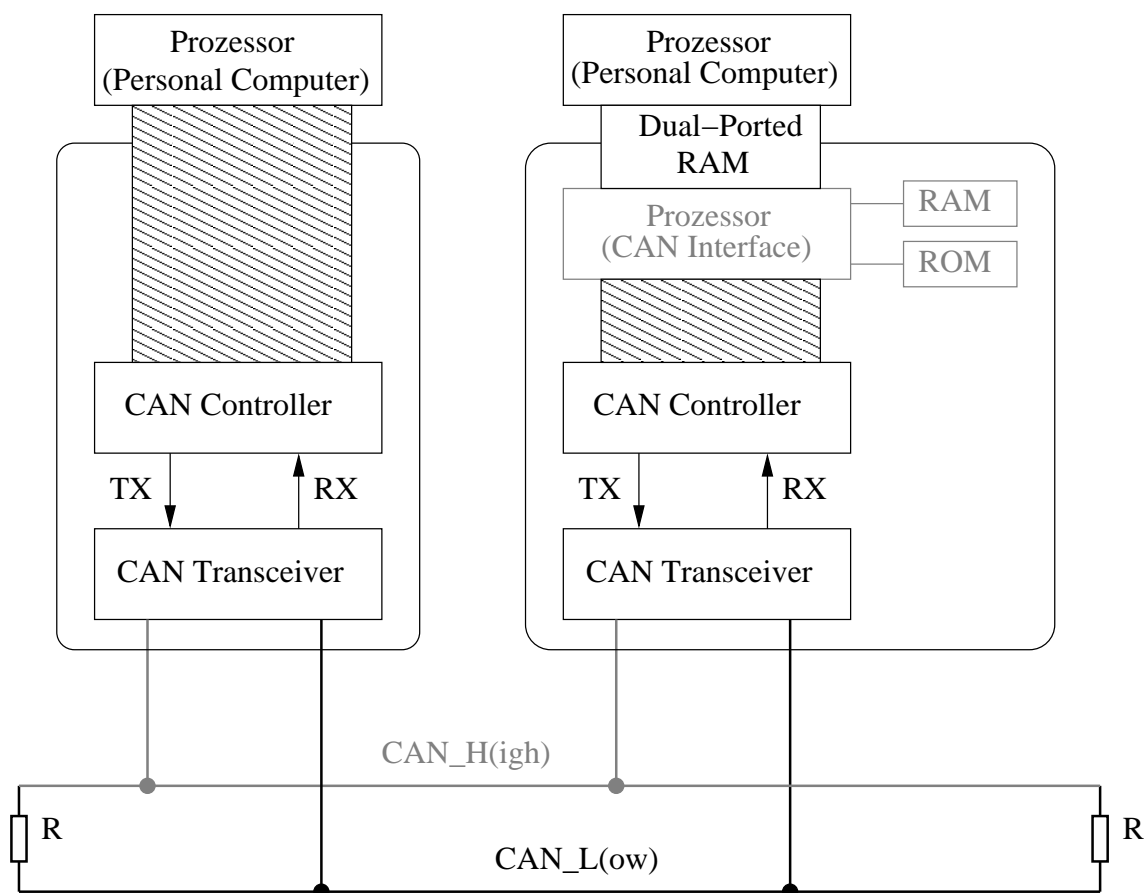 Prozessor
(Personal Computer)
CAN Controller
TX
RX
CAN Transceiver
Prozessor
(Personal Computer)
Dual–Ported
RAM
Prozessor
(CAN Interface)
RAM
ROM
CAN Controller
TX
RX
CAN Transceiver
CAN_H(igh)
R
R
CAN_L(ow)